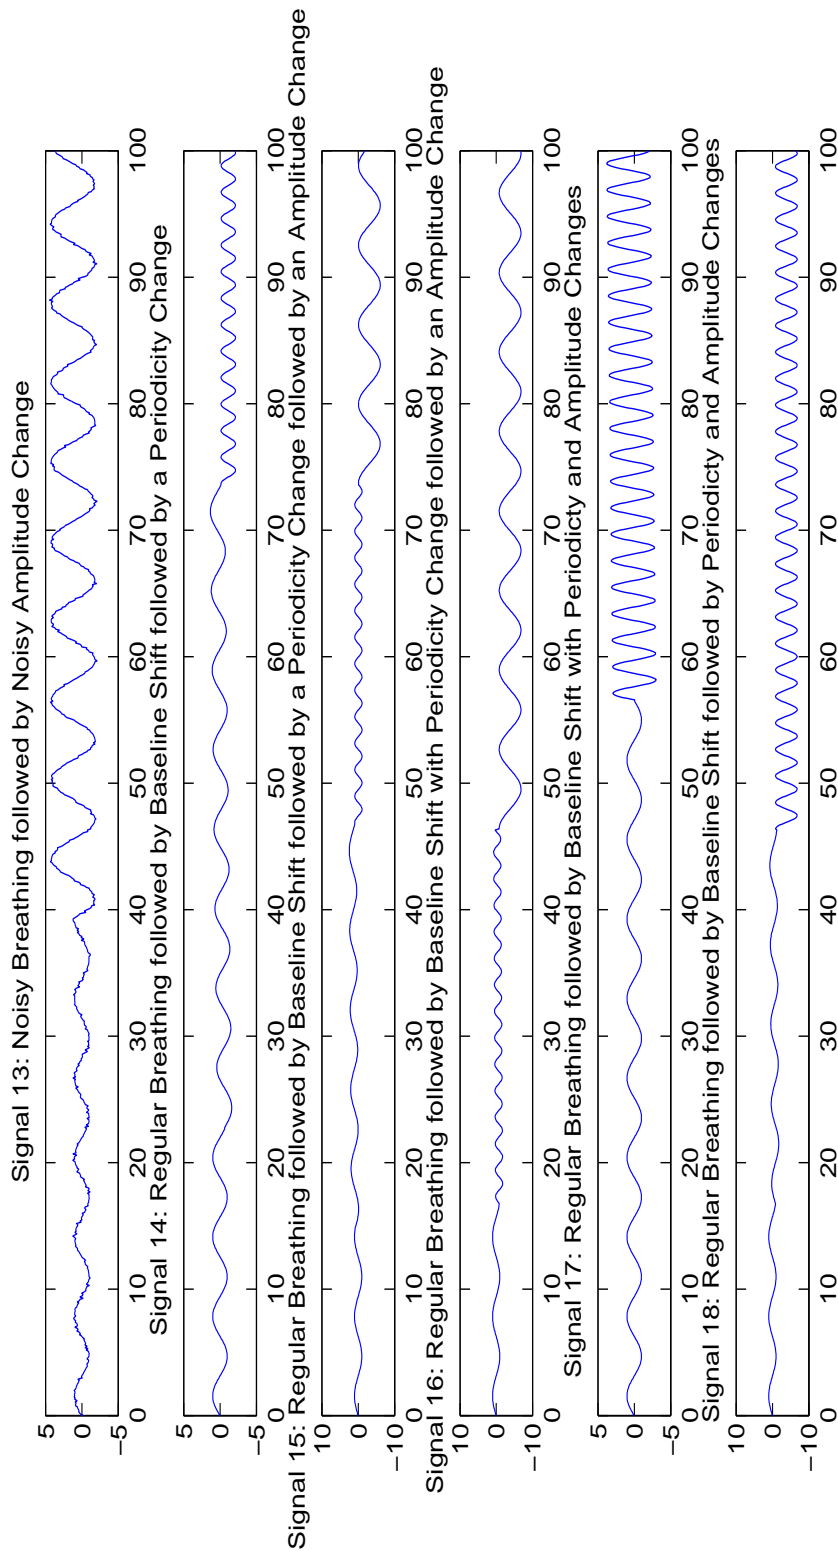 Signal 13: Noisy Breathing followed by Noisy Amplitude Change
5
0
−5
0 10 20 30 40 50 60 70 80 90 100
Signal 14: Regular Breathing followed by Baseline Shift followed by a Periodicity Change
5
0
−5
0 10 20 30 40 50 60 70 80 90 100
Signal 15: Regular Breathing followed by Baseline Shift followed by a Periodicity Change followed by an Amplitude Change
10
0
−10
0 10 20 30 40 50 60 70 80 90 100
Signal 16: Regular Breathing followed by Baseline Shift with Periodicity Change followed by an Amplitude Change
10
0
−10
0 10 20 30 40 50 60 70 80 90 100
Signal 17: Regular Breathing followed by Baseline Shift with Periodicty and Amplitude Changes
5
0
−5
0 10 20 30 40 50 60 70 80 90 100
Signal 18: Regular Breathing followed by Baseline Shift followed by Periodicty and Amplitude Changes
10
0
−10
0 10 20 30 40 50 60 70 80 90 100